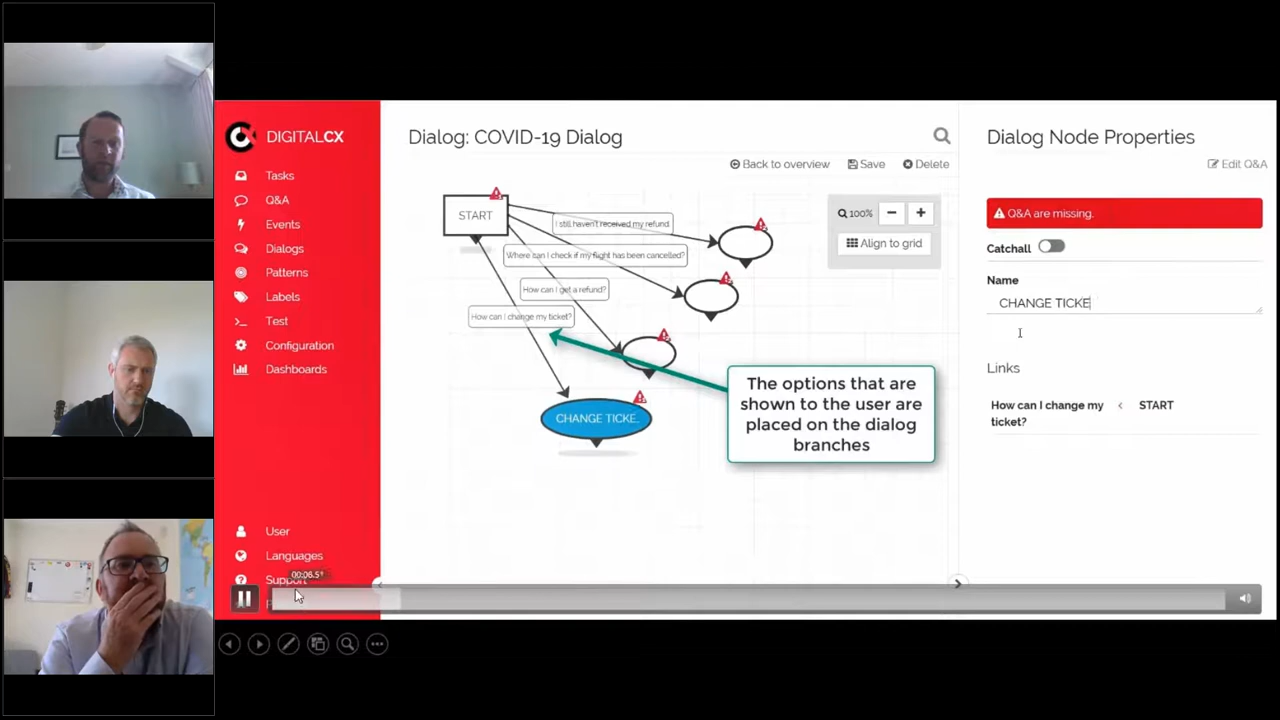 DIGITALCX
Tasks
Q&A
Events
Dialogs
Patterns
Labels
Test
Configuration
Dashboards
User
Languages
Support
00:06.51
Dialog: COVID-19 Dialog
Back to overview
Save
Delete
START
I still haven't received my refund.
Where can I check if my flight has been cancelled?
How can I get a refund?
How can I change my ticket?
CHANGE TICKE...
100%
Align to grid
The options that are
shown to the user are
placed on the dialog
branches
Dialog Node Properties
Edit Q&A
Q&A are missing.
Catchall
Name
CHANGE TICKE
Links
How can I change my < START
ticket?